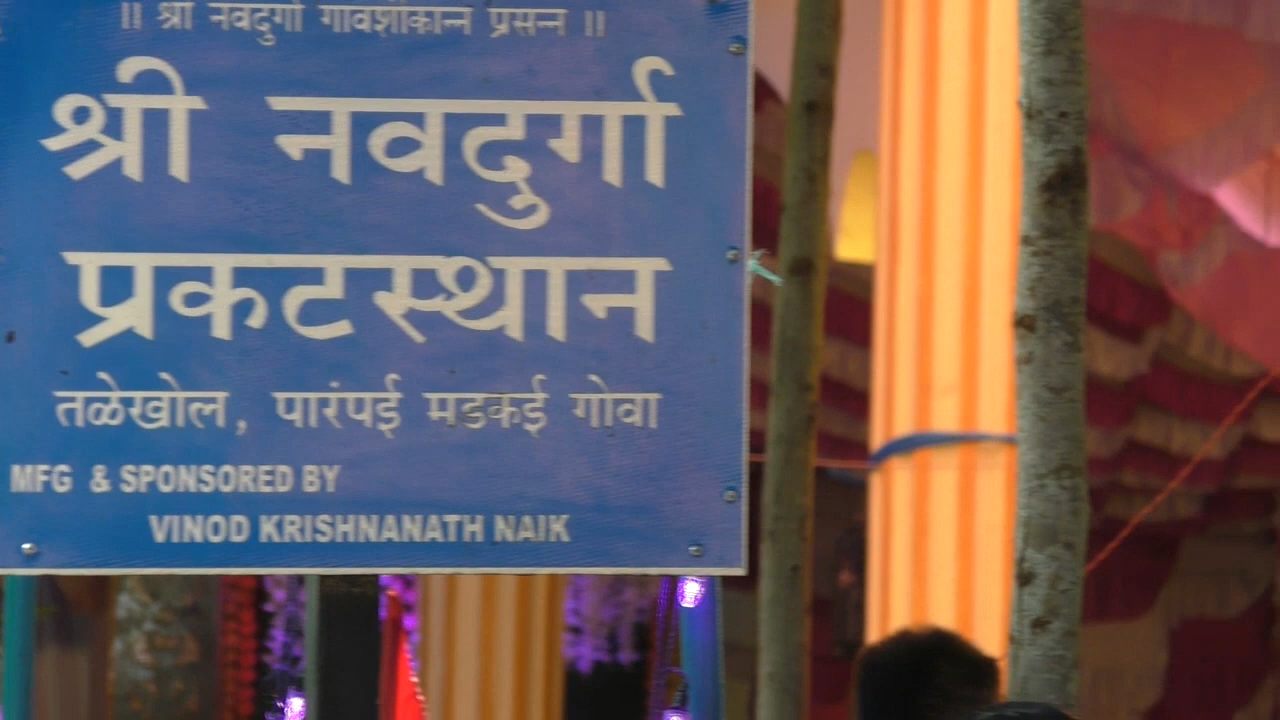 ॥ श्री नवदुर्गा गोवशीकान्न प्रसन्न ॥
श्री नवदुर्गा
प्रकटस्थान
तळेखोल, पारंपई मडकई गोवा
MFG & SPONSORED BY
VINOD KRISHNANATH NAIK